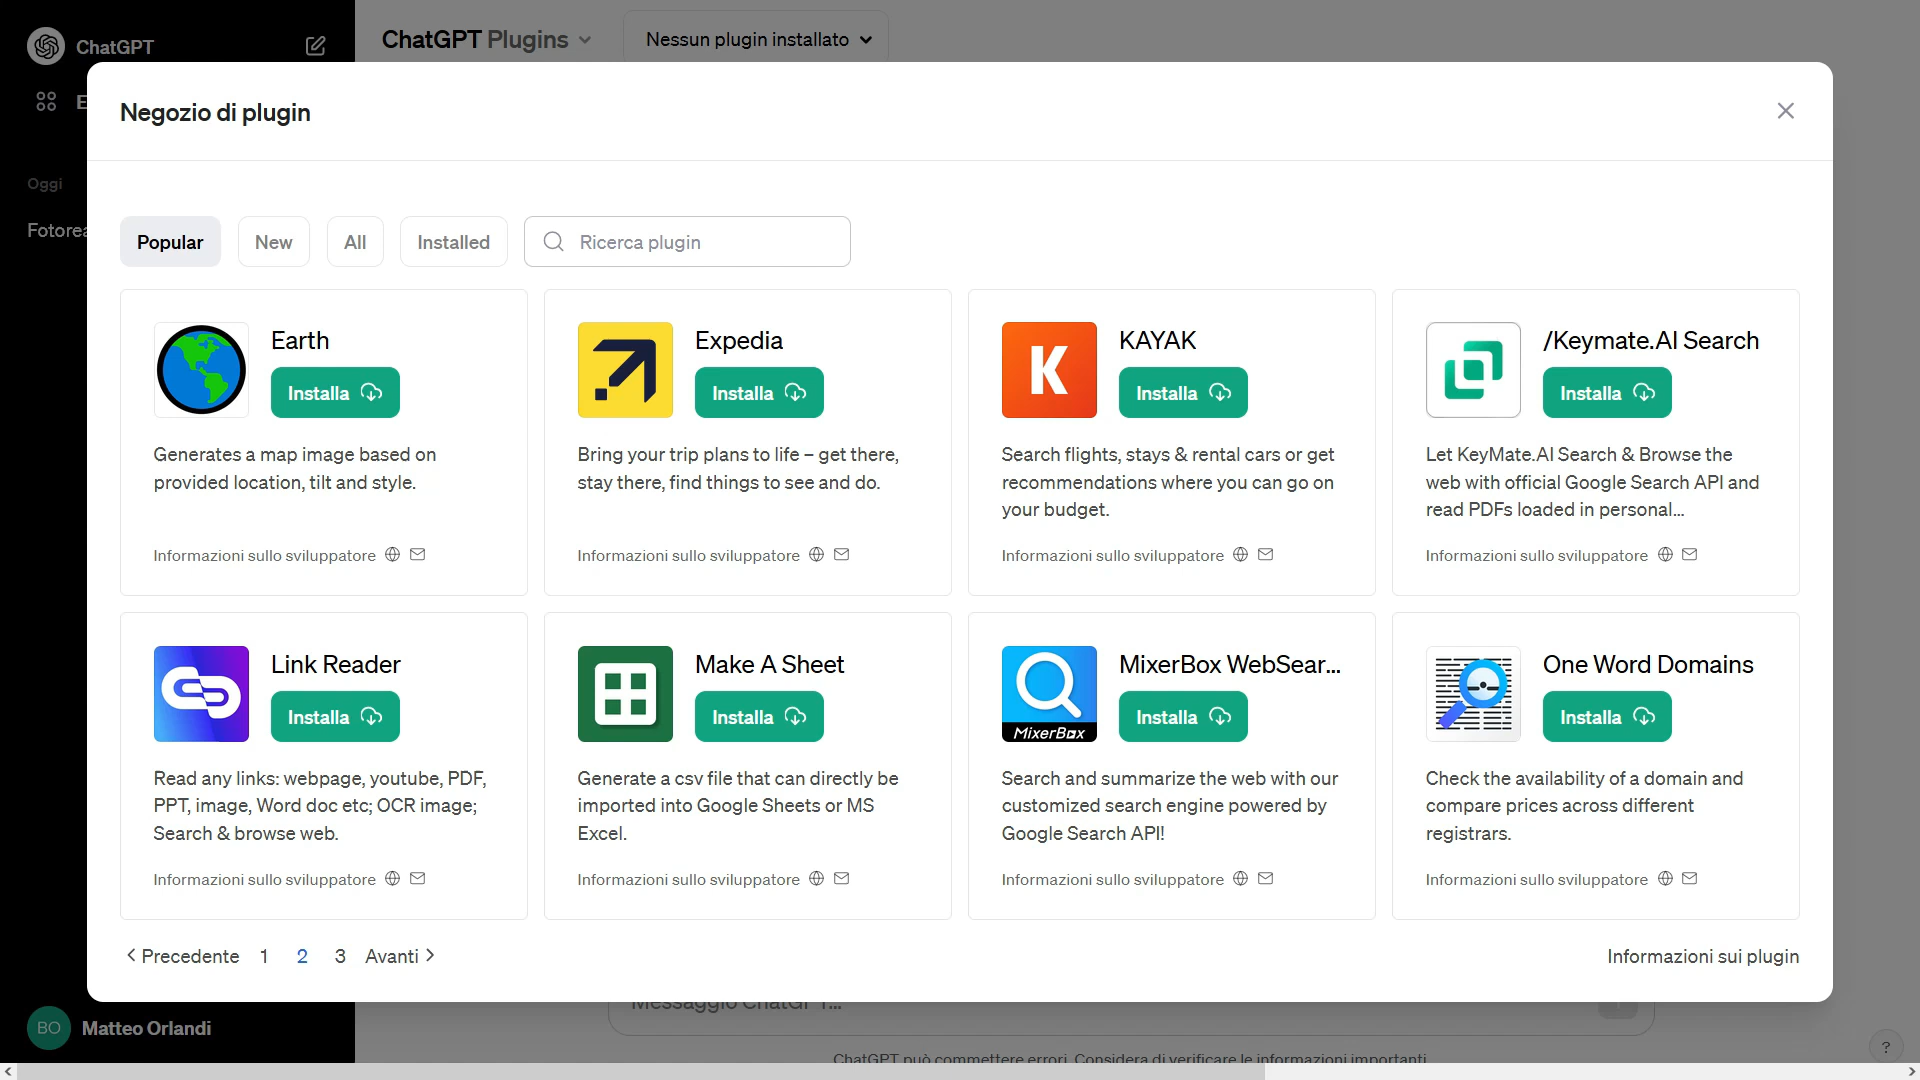 ChatGPT
ChatGPT Plugins
Nessun plugin installato
Negozio di plugin
Oggi
Popular
New
All
Installed
Ricerca plugin
Earth
Installa
Generates a map image based on
provided location, tilt and style.
Informazioni sullo sviluppatore
Expedia
Installa
Bring your trip plans to life – get there,
stay there, find things to see and do.
Informazioni sullo sviluppatore
KAYAK
Installa
Search flights, stays & rental cars or get
recommendations where you can go on
your budget.
Informazioni sullo sviluppatore
/Keymate.AI Search
Installa
Let KeyMate.AI Search & Browse the
web with official Google Search API and
read PDFs loaded in personal...
Informazioni sullo sviluppatore
Link Reader
Installa
Read any links: webpage, youtube, PDF,
PPT, image, Word doc etc; OCR image;
Search & browse web.
Informazioni sullo sviluppatore
Make A Sheet
Installa
Generate a csv file that can directly be
imported into Google Sheets or MS
Excel.
Informazioni sullo sviluppatore
MixerBox
MixerBox WebSear...
Installa
Search and summarize the web with our
customized search engine powered by
Google Search API!
Informazioni sullo sviluppatore
One Word Domains
Installa
Check the availability of a domain and
compare prices across different
registrars.
Informazioni sullo sviluppatore
Precedente 1 2 3 Avanti
Informazioni sui plugin
Messaggio ChatGPT...
BO Matteo Orlandi
ChatGPT può commettere errori. Considera di verificare le informazioni importanti.
?